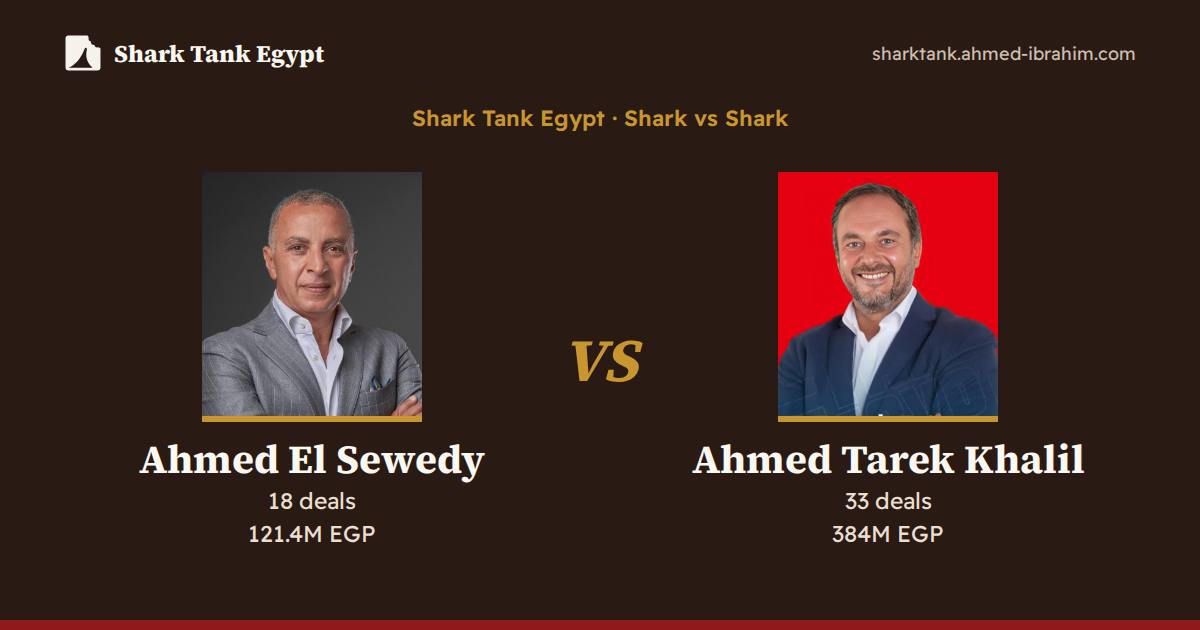 Shark Tank Egypt
sharktank.ahmed-ibrahim.com
Shark Tank Egypt · Shark vs Shark
VS
Ahmed El Sewedy
18 deals
121.4M EGP
Ahmed Tarek Khalil
33 deals
384M EGP